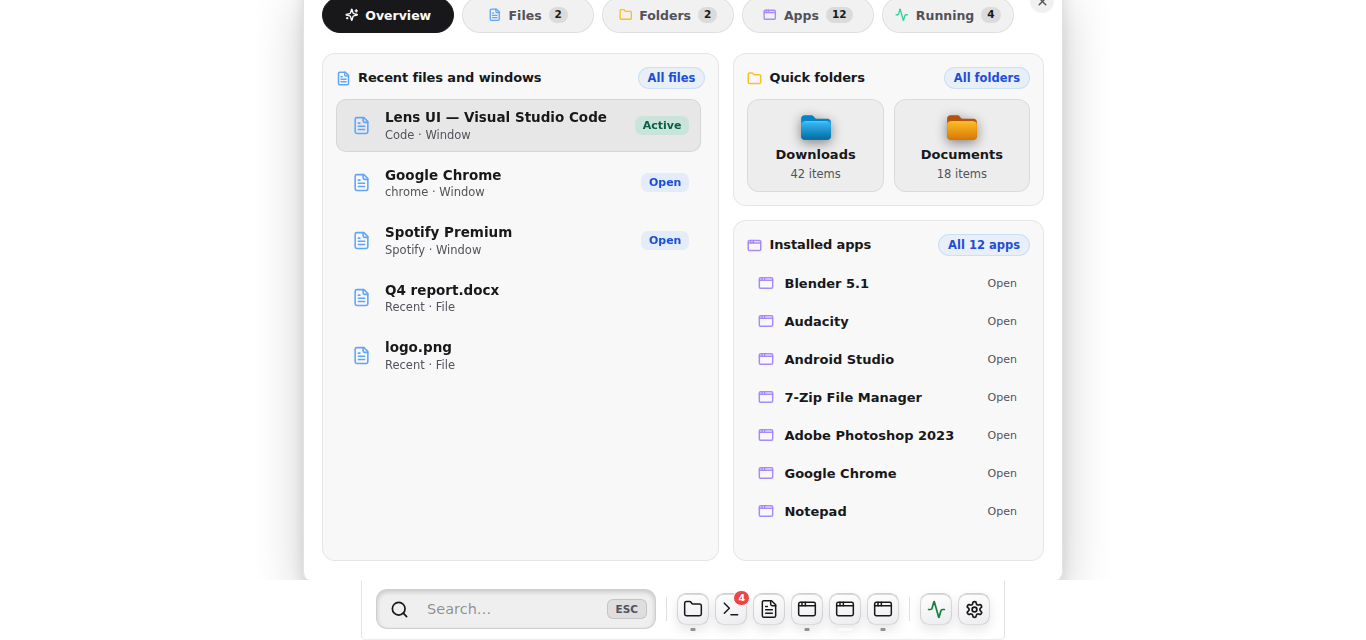 Overview
Files 2
Folders 2
Apps 12
Running 4
Recent files and windows
All files
Lens UI — Visual Studio Code
Code · Window
Active
Google Chrome
chrome · Window
Open
Spotify Premium
Spotify · Window
Open
Q4 report.docx
Recent · File
logo.png
Recent · File
Quick folders
All folders
Downloads
42 items
Documents
18 items
Installed apps
All 12 apps
Blender 5.1
Open
Audacity
Open
Android Studio
Open
7-Zip File Manager
Open
Adobe Photoshop 2023
Open
Google Chrome
Open
Notepad
Open
Search...
ESC
4